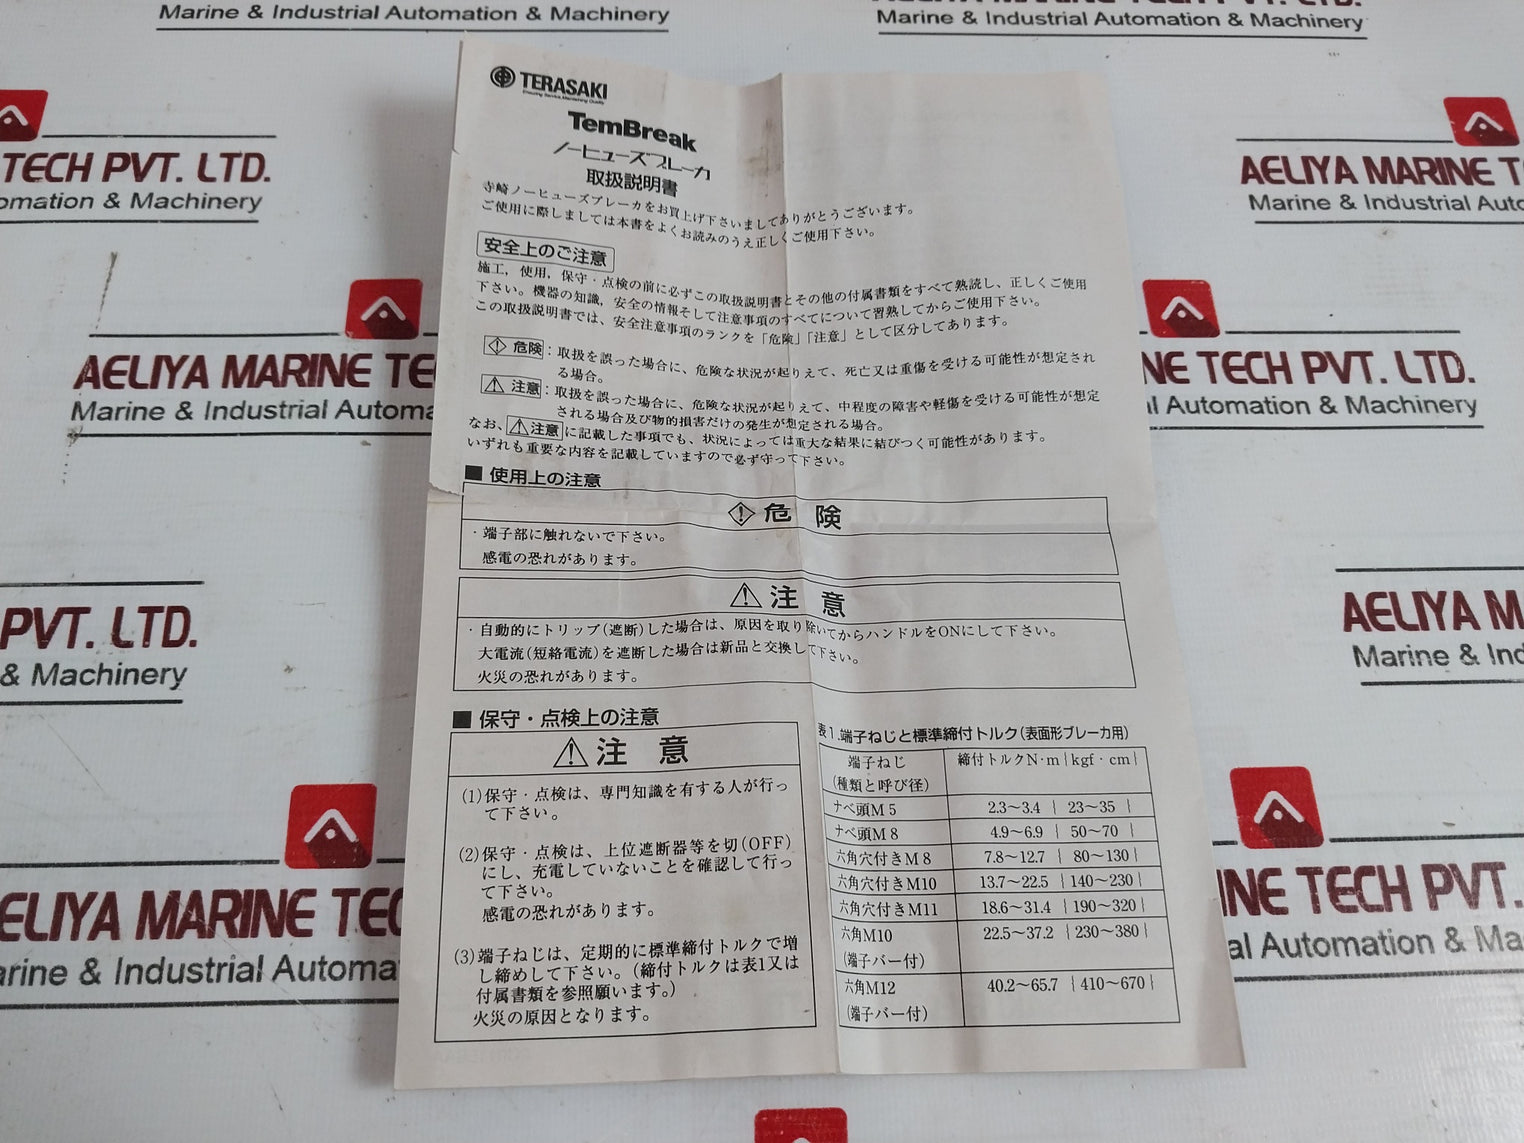 Marine & Industrial Automation & Machinery
AELIYA MARINE TECH PVT. LTD.
Marine & Industrial Automation & Machinery
TECH PVT. LTD.
omation & Machinery
AELIYA MARINE T
Marine & Industrial Auto
AELIYA MARINE TE
Marine & Industrial Automa
NE TECH PVT. LTD.
al Automation & Machinery
PVT. LTD.
& Machinery
AELIYA M
Marine & Ind
ELIYA MARINE TEC
arine & Industrial Automa
INE TECH PVT.
al Automation & Ma
TERASAKI
Ensuring Service, Maintaining Quality
TemBreak
ノーヒューズブレーカ
取扱説明書
寺崎ノーヒューズブレーカをお買上げ下さいましてありがとうございます。
ご使用に際しましては本書をよくお読みのうえ正しくご使用下さい。
安全上のご注意
施工，使用，保守・点検の前に必ずこの取扱説明書とその他の付属書類をすべて熟読し、正しくご使用
下さい。機器の知識，安全の情報そして注意事項のすべてについて習熟してからご使用下さい。
この取扱説明書では、安全注意事項のランクを「危険」「注意」として区分してあります。
危険：取扱を誤った場合に、危険な状況が起りえて、死亡又は重傷を受ける可能性が想定され
る場合。
注意：取扱を誤った場合に、危険な状況が起りえて、中程度の障害や軽傷を受ける可能性が想定
される場合及び物的損害だけの発生が想定される場合。
なお、注意に記載した事項でも、状況によっては重大な結果に結びつく可能性があります。
いずれも重要な内容を記載していますので必ず守って下さい。
■ 使用上の注意
危 険
・端子部に触れないで下さい。
感電の恐れがあります。
注 意
・自動的にトリップ(遮断)した場合は、原因を取り除いてからハンドルをONにして下さい。
大電流(短絡電流)を遮断した場合は新品と交換して下さい。
火災の恐れがあります。
■ 保守・点検上の注意
注 意
(1)保守・点検は、専門知識を有する人が行っ
て下さい。
(2)保守・点検は、上位遮断器等を切(OFF)
にし、充電していないことを確認して行っ
て下さい。
感電の恐れがあります。
(3)端子ねじは、定期的に標準締付トルクで増
し締めして下さい。(締付トルクは表1又は
付属書類を参照願います。)
火災の原因となります。
表1.端子ねじと標準締付トルク(表面形ブレーカ用)
端子ねじ 締付トルクN・m｛kgf・cm｝
(種類と呼び径)
ナベ頭M5 2.3〜3.4 ｛23〜35｝
ナベ頭M8 4.9〜6.9 ｛50〜70｝
六角穴付きM8 7.8〜12.7 ｛80〜130｝
六角穴付きM10 13.7〜22.5 ｛140〜230｝
六角穴付きM11 18.6〜31.4 ｛190〜320｝
六角M10 22.5〜37.2 ｛230〜380｝
(端子バー付)
六角M12 40.2〜65.7 ｛410〜670｝
(端子バー付)